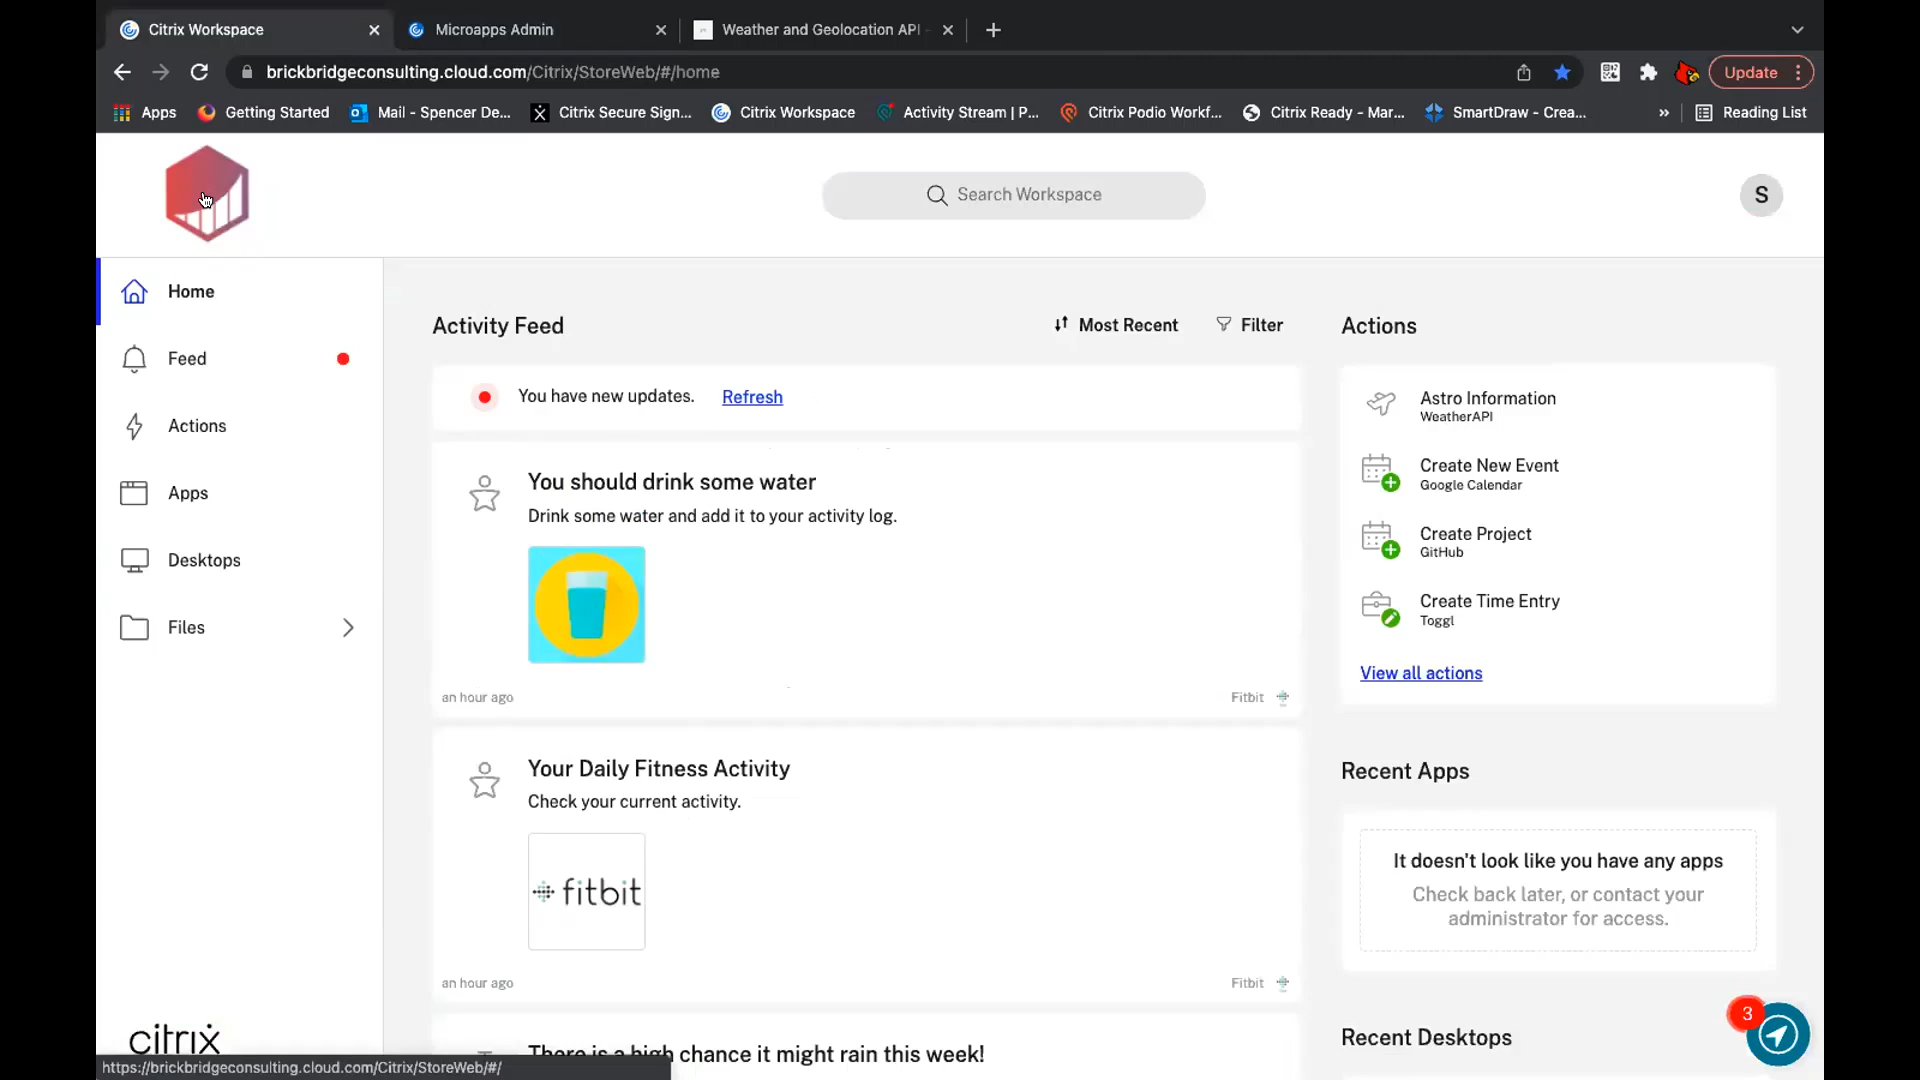 Citrix Workspace
Microapps Admin
Weather and Geolocation API -
brickbridgeconsulting.cloud.com/Citrix/StoreWeb/#/home
Update
Apps
Getting Started
Mail - Spencer De...
Citrix Secure Sign...
Citrix Workspace
Activity Stream | P...
Citrix Podio Workf...
Citrix Ready - Mar...
SmartDraw - Crea...
»
Reading List
Search Workspace
S
Home
Feed
Actions
Apps
Desktops
Files
Activity Feed
Most Recent
Filter
You have new updates. Refresh
You should drink some water
Drink some water and add it to your activity log.
an hour ago
Fitbit
Your Daily Fitness Activity
Check your current activity.
fitbit
an hour ago
Fitbit
There is a high chance it might rain this week!
Actions
Astro Information
WeatherAPI
Create New Event
Google Calendar
Create Project
GitHub
Create Time Entry
Toggl
View all actions
Recent Apps
It doesn't look like you have any apps
Check back later, or contact your
administrator for access.
Recent Desktops
3
citrix
https://brickbridgeconsulting.cloud.com/Citrix/StoreWeb/#/